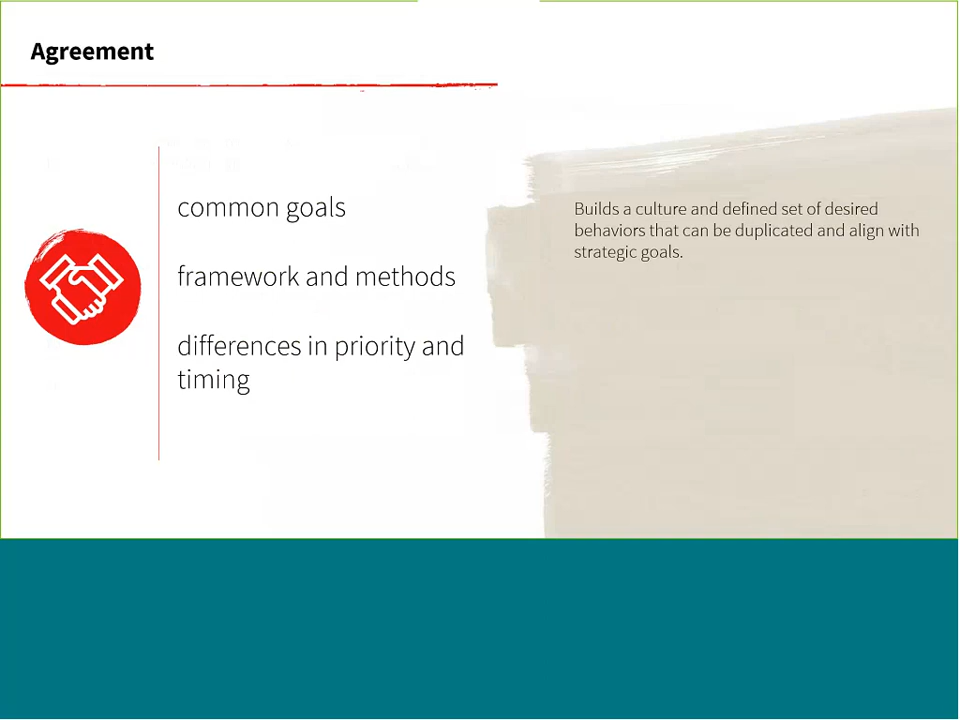 Agreement
common goals
framework and methods
differences in priority and
timing
Builds a culture and defined set of desired
behaviors that can be duplicated and align with
strategic goals.